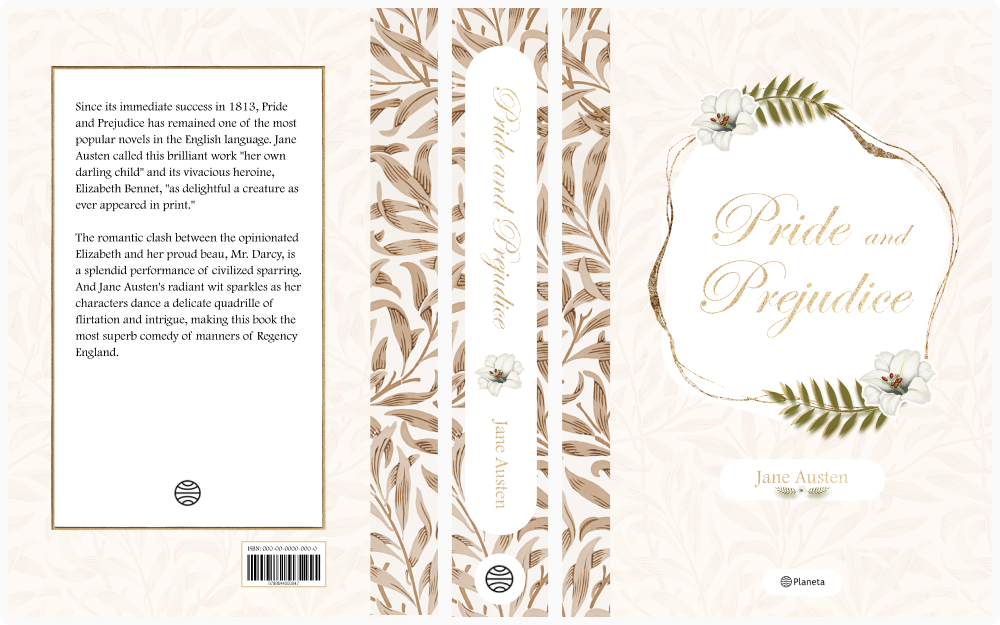 Since its immediate success in 1813, Pride
and Prejudice has remained one of the most
popular novels in the English language. Jane
Austen called this brilliant work "her own
darling child" and its vivacious heroine,
Elizabeth Bennet, "as delightful a creature as
ever appeared in print."
The romantic clash between the opinionated
Elizabeth and her proud beau, Mr. Darcy, is
a splendid performance of civilized sparring.
And Jane Austen's radiant wit sparkles as her
characters dance a delicate quadrille of
flirtation and intrigue, making this book the
most superb comedy of manners of Regency
England.
ISBN: 000-00-0000-000-0
Pride and Prejudice
Jane Austen
Pride and
Prejudice
Jane Austen
Planeta